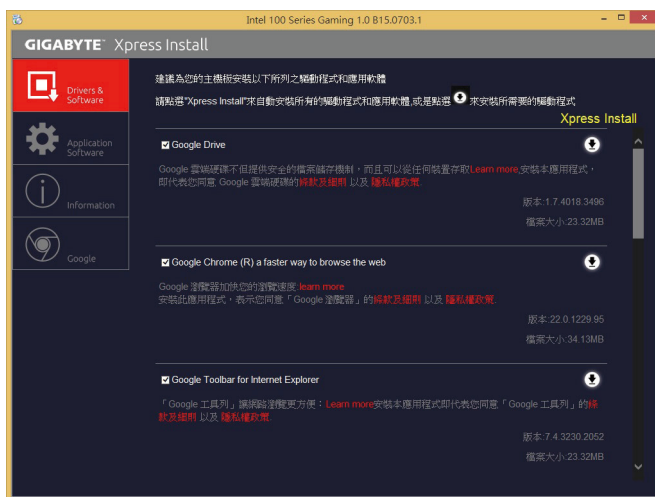 Intel 100 Series Gaming 1.0 B15.0703.1
GIGABYTE™ Xpress Install
Drivers &
Software
Application
Software
Information
Google
建議為您的主機板安裝以下所列之驅動程式和應用軟體
請點選"Xpress Install"來自動安裝所有的驅動程式和應用軟體,或是點選 來安裝所需要的驅動程式
Xpress Install
Google Drive
Google 雲端硬碟不但提供安全的檔案儲存機制，而且可以從任何裝置存取Learn more,安裝本應用程式，
即代表您同意 Google 雲端硬碟的條款及細則 以及 隱私權政策.
版本:1.7.4018.3496
檔案大小:23.32MB
Google Chrome (R) a faster way to browse the web
Google 瀏覽器加快您的瀏覽速度.learn more
安裝此應用程式，表示您同意「Google 瀏覽器」的條款及細則 以及 隱私權政策.
版本:22.0.1229.95
檔案大小:34.13MB
Google Toolbar for Internet Explorer
「Google 工具列」讓網路瀏覽更方便：Learn more安裝本應用程式即代表您同意「Google 工具列」的條
款及細則 以及 隱私權政策.
版本:7.4.3230.2052
檔案大小:23.32MB